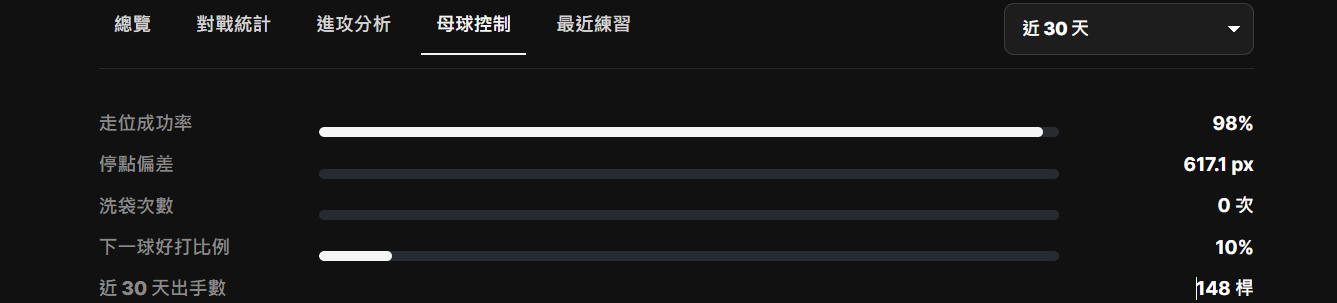 總覽 對戰統計 進攻分析 母球控制 最近練習 近 30 天
走位成功率 98%
停點偏差 617.1 px
洗袋次數 0 次
下一球好打比例 10%
近 30 天出手數 148 桿